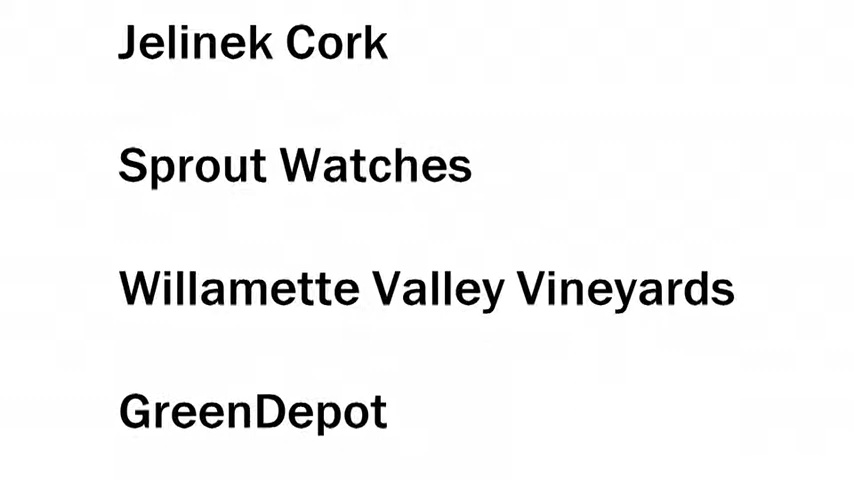 Jelinek Cork
Sprout Watches
Willamette Valley Vineyards
GreenDepot